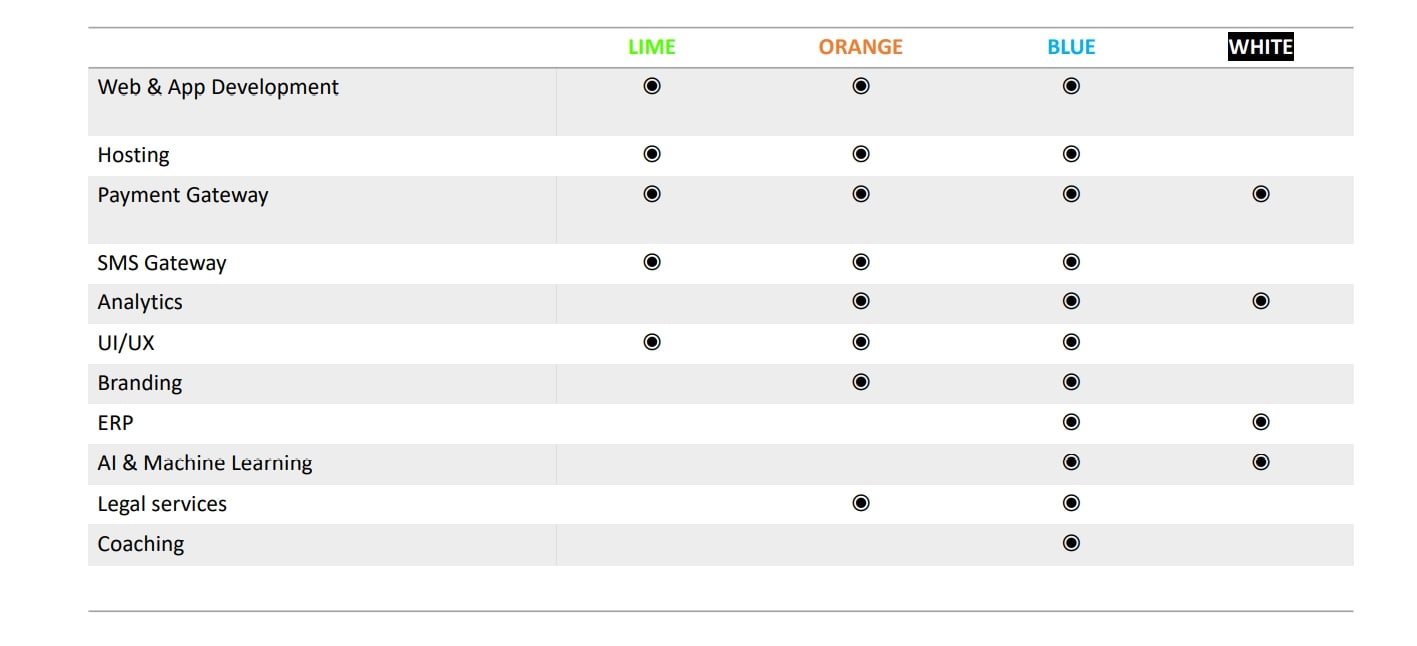 LIME ORANGE BLUE WHITE
Web & App Development ◉ ◉ ◉
Hosting ◉ ◉ ◉
Payment Gateway ◉ ◉ ◉ ◉
SMS Gateway ◉ ◉ ◉
Analytics ◉ ◉ ◉
UI/UX ◉ ◉ ◉
Branding ◉ ◉
ERP ◉ ◉
AI & Machine Learning ◉ ◉
Legal services ◉ ◉
Coaching ◉